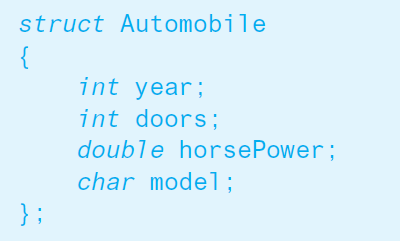 struct Automobile
{
    int year;
    int doors;
    double horsePower;
    char model;
};